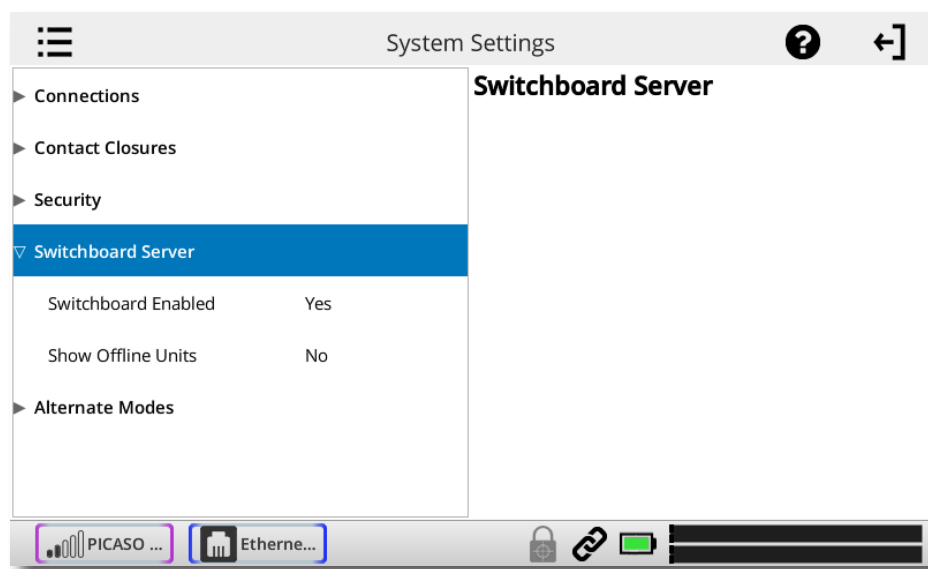 System Settings
?
Connections
Contact Closures
Security
Switchboard Server
Switchboard Enabled Yes
Show Offline Units No
Alternate Modes
Switchboard Server
PICASO ...
Etherne...